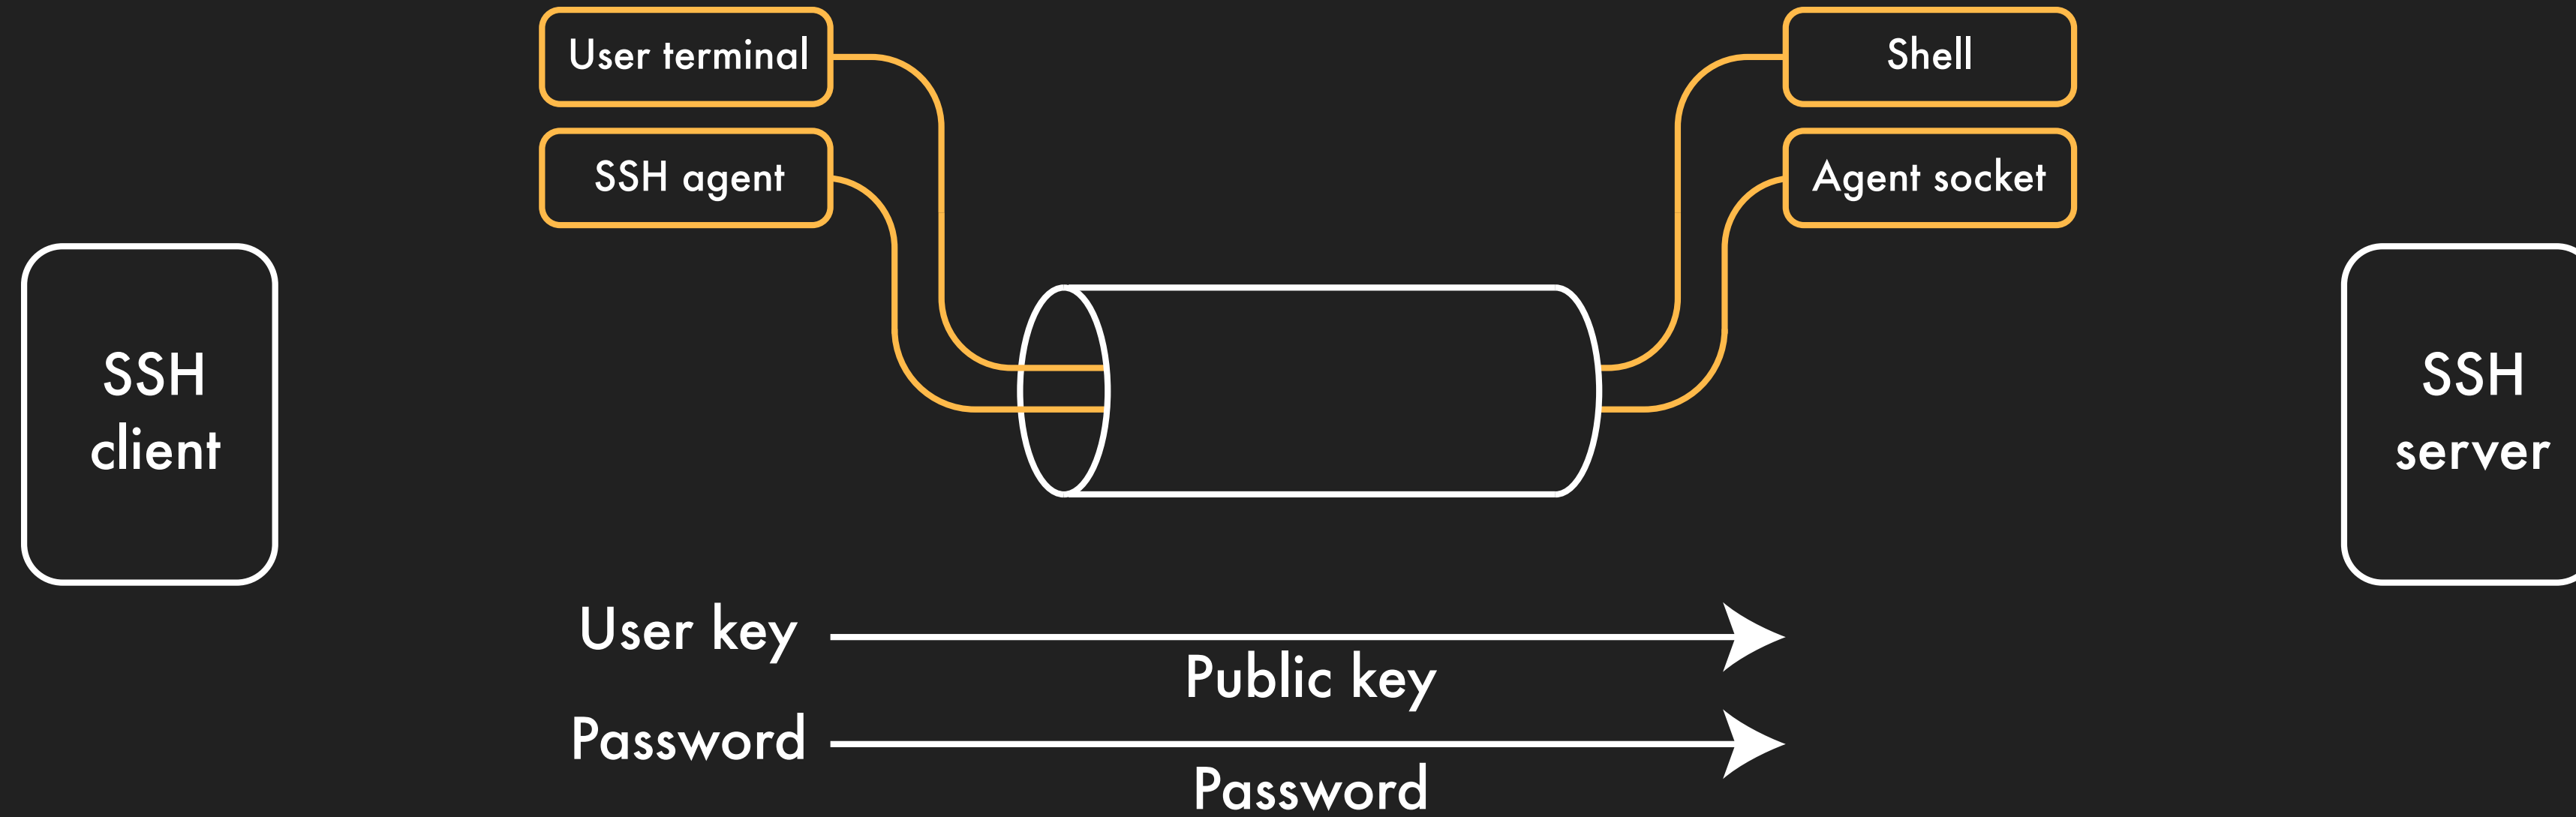 User terminal
Shell
SSH agent
Agent socket
SSH
client
SSH
server
User key
Public key
Password
Password